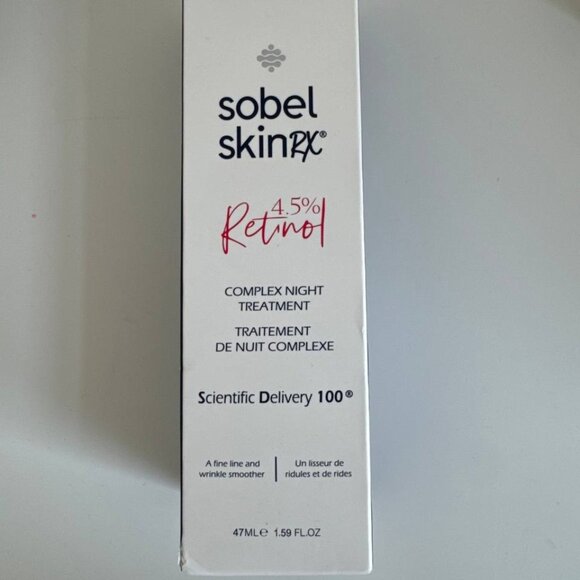 sobel
skinRX®
4.5%
Retinol
COMPLEX NIGHT
TREATMENT
TRAITEMENT
DE NUIT COMPLEXE
Scientific Delivery 100®
A fine line and
wrinkle smoother
Un lisseur de
ridules et de rides
47ML℮ 1.59 FL.OZ